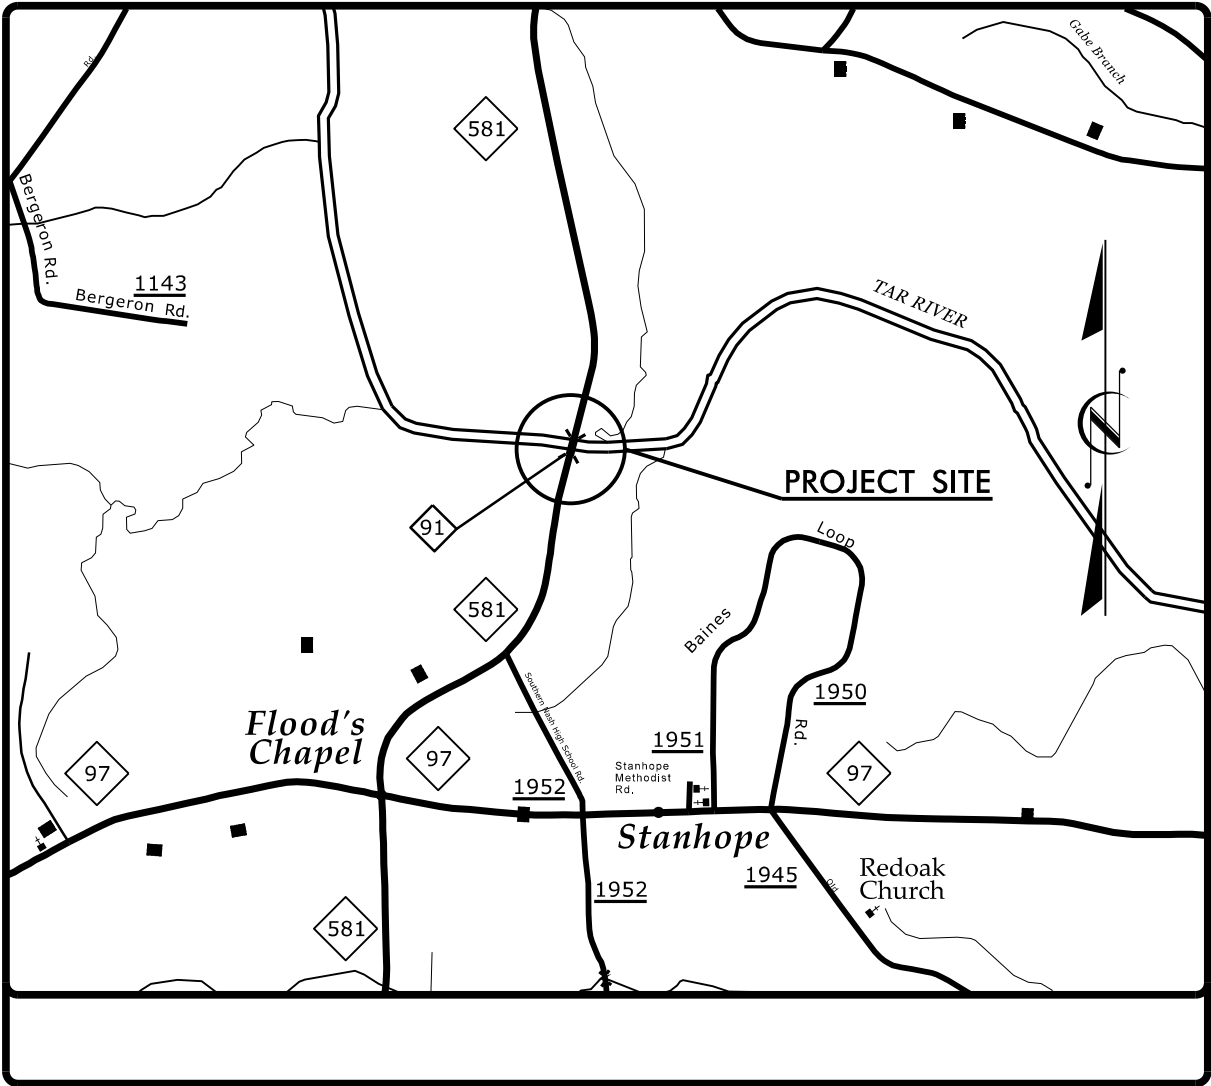 Rd.
Gabe Branch
581
Bergeron Rd.
1143
Bergeron Rd.
TAR RIVER
N
PROJECT SITE
91
Loop
581
Baines
Southern Nash High School Rd.
1950
Flood's
Chapel
Rd.
97
1951
97
97
Stanhope
Methodist
Rd.
1952
Stanhope
Redoak
Church
1945
Old
1952
581